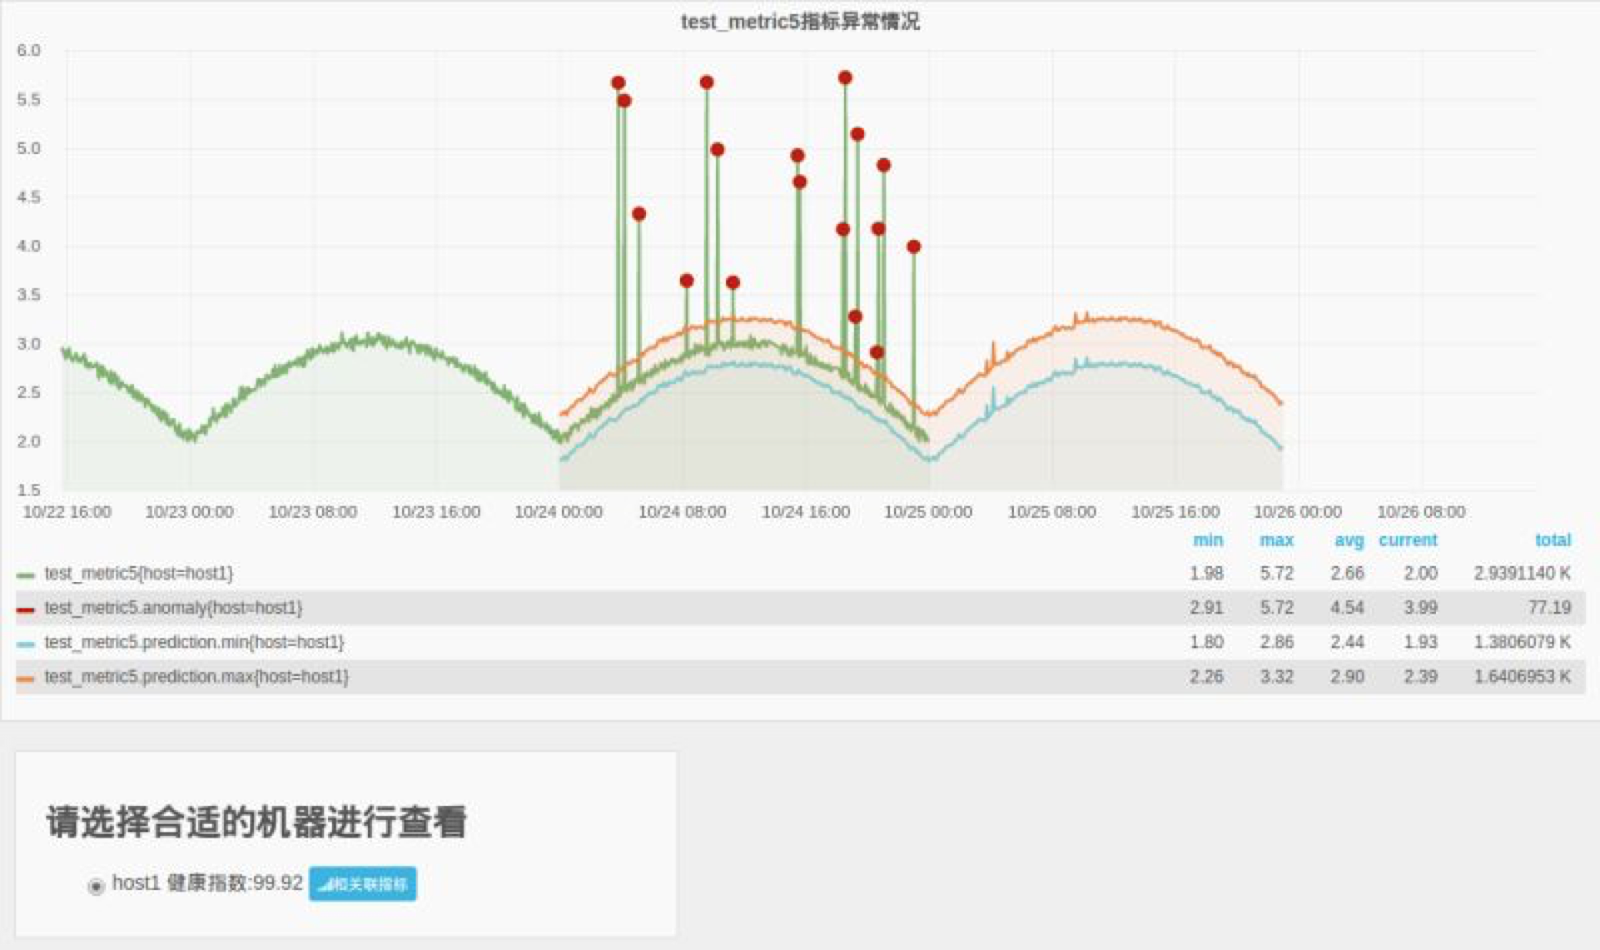 test_metric5指标异常情况
6.0
5.5
5.0
4.5
4.0
3.5
3.0
2.5
2.0
1.5
10/22 16:00 10/23 00:00 10/23 08:00 10/23 16:00 10/24 00:00 10/24 08:00 10/24 16:00 10/25 00:00 10/25 08:00 10/25 16:00 10/26 00:00 10/26 08:00
min max avg current total
test_metric5{host=host1} 1.98 5.72 2.66 2.00 2.9391140 K
test_metric5.anomaly{host=host1} 2.91 5.72 4.54 3.99 77.19
test_metric5.prediction.min{host=host1} 1.80 2.86 2.44 1.93 1.3806079 K
test_metric5.prediction.max{host=host1} 2.26 3.32 2.90 2.39 1.6406953 K
请选择合适的机器进行查看
host1 健康指数:99.92 相关联指标